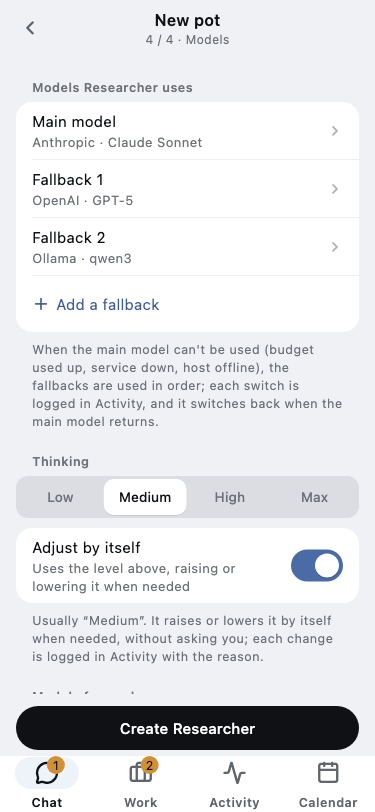 New pot
4 / 4 · Models
Models Researcher uses
Main model
Anthropic · Claude Sonnet
Fallback 1
OpenAI · GPT-5
Fallback 2
Ollama · qwen3
+ Add a fallback
When the main model can't be used (budget
used up, service down, host offline), the
fallbacks are used in order; each switch is
logged in Activity, and it switches back when the
main model returns.
Thinking
Low Medium High Max
Adjust by itself
Uses the level above, raising or
lowering it when needed
Usually “Medium”. It raises or lowers it by itself
when needed, without asking you; each change
is logged in Activity with the reason.
Create Researcher
1 2
Chat Work Activity Calendar